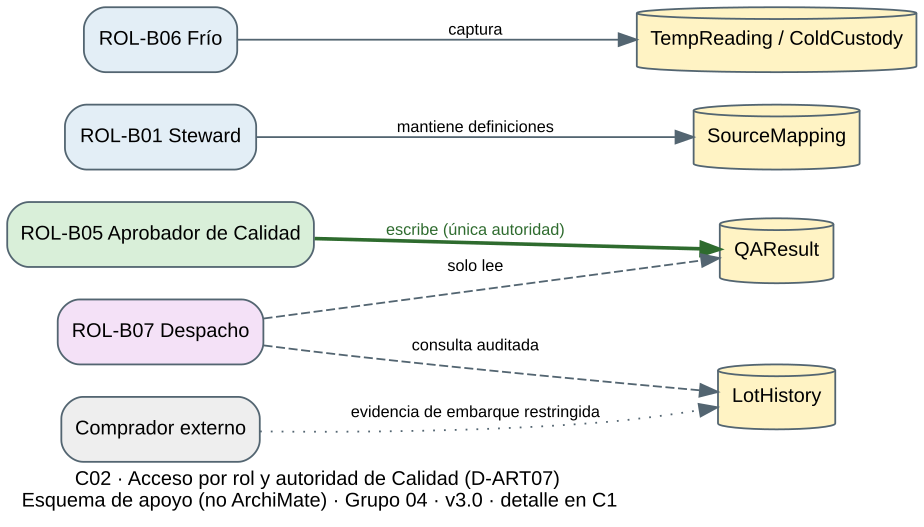 ROL-B06 Frío
captura
TempReading / ColdCustody
ROL-B01 Steward
mantiene definiciones
SourceMapping
ROL-B05 Aprobador de Calidad
escribe (única autoridad)
QAResult
solo lee
ROL-B07 Despacho
consulta auditada
LotHistory
Comprador externo
evidencia de embarque restringida
C02 · Acceso por rol y autoridad de Calidad (D-ART07)
Esquema de apoyo (no ArchiMate) · Grupo 04 · v3.0 · detalle en C1